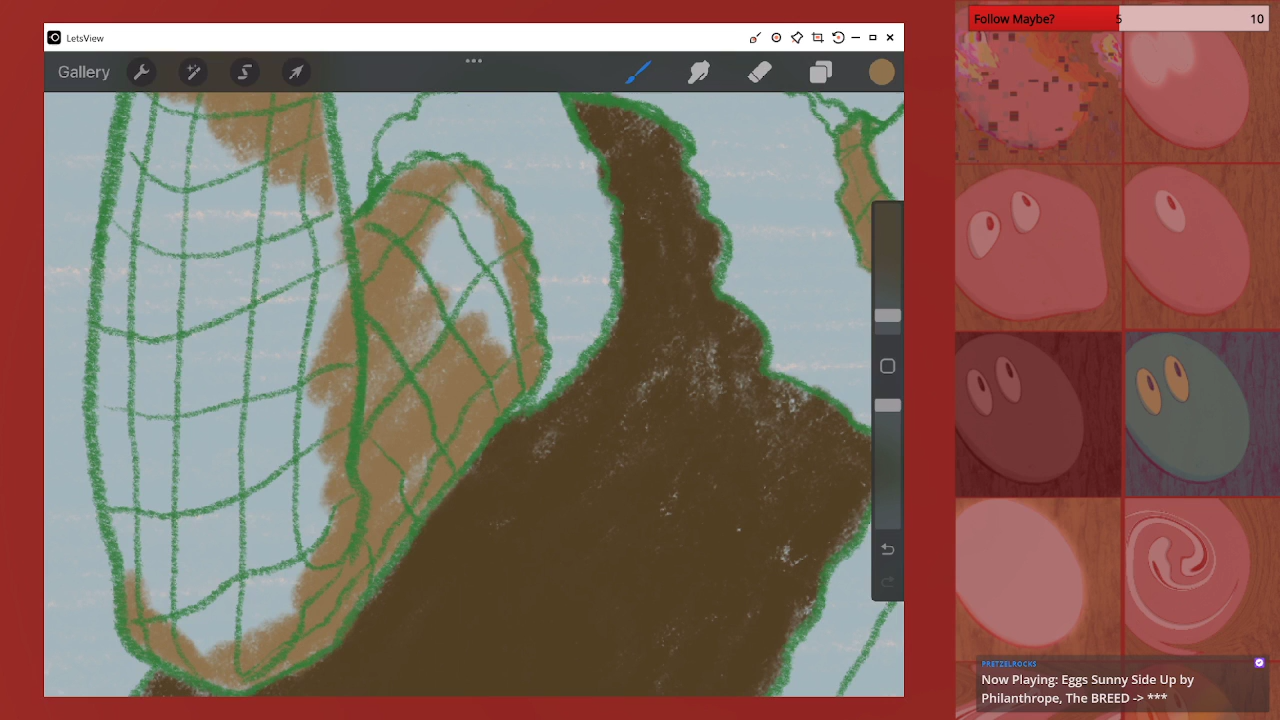 Follow Maybe? 5 10
LetsView
Gallery
PRETZELROCKS
Now Playing: Eggs Sunny Side Up by
Philanthrope, The BREED -> ***